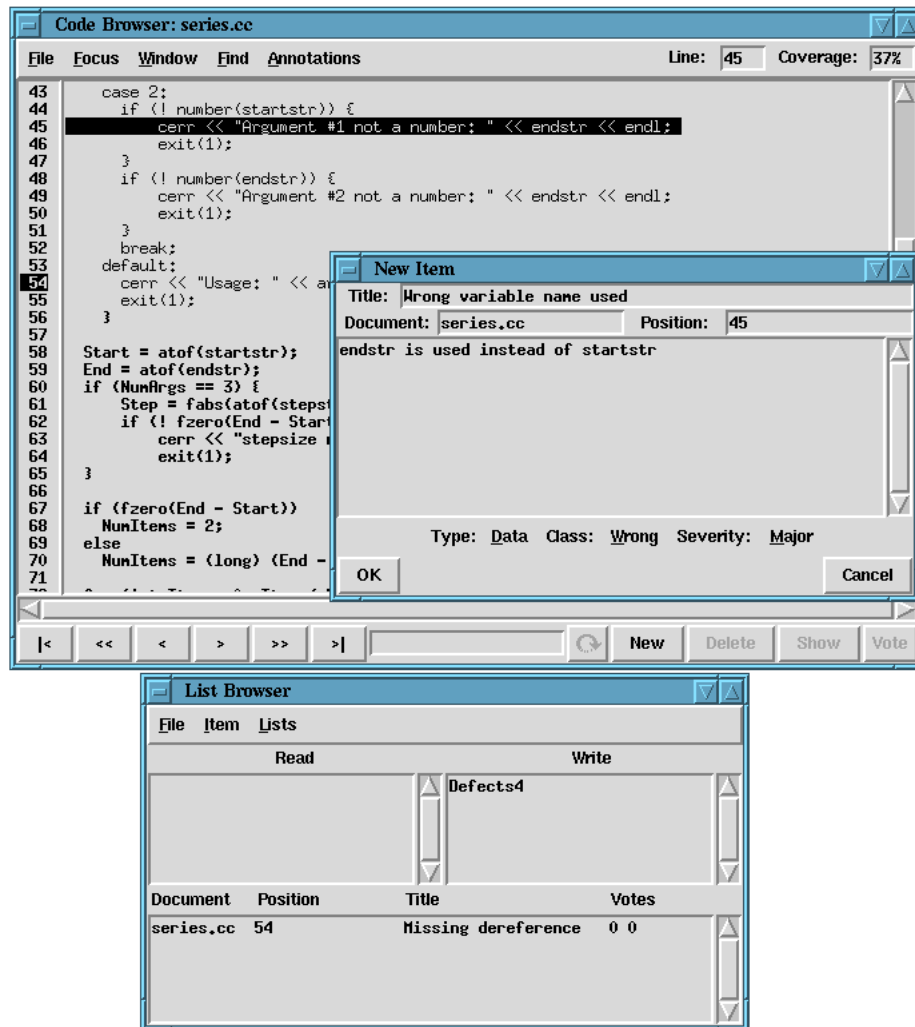 Code Browser: series.cc
File Focus Window Find Annotations Line: 45 Coverage: 37%
43 case 2:
44 if (! number(startstr)) {
45 cerr << "Argument #1 not a number: " << endstr << endl;
46 exit(1);
47 }
48 if (! number(endstr)) {
49 cerr << "Argument #2 not a number: " << endstr << endl;
50 exit(1);
51 }
52 break;
53 default:
54 cerr << "Usage: " << ar
55 exit(1);
56 }
57
58 Start = atof(startstr);
59 End = atof(endstr);
60 if (NumArgs == 3) {
61 Step = fabs(atof(stepst
62 if (! fzero(End - Start
63 cerr << "stepsize
64 exit(1);
65 }
66
67 if (fzero(End - Start))
68 NumItems = 2;
69 else
70 NumItems = (long) (End -
71
New Item
Title: Wrong variable name used
Document: series.cc Position: 45
endstr is used instead of startstr
Type: Data Class: Wrong Severity: Major
OK Cancel
|< << < > >> >| New Delete Show Vote
List Browser
File Item Lists
Read Write
Defects4
Document Position Title Votes
series.cc 54 Missing dereference 0 0